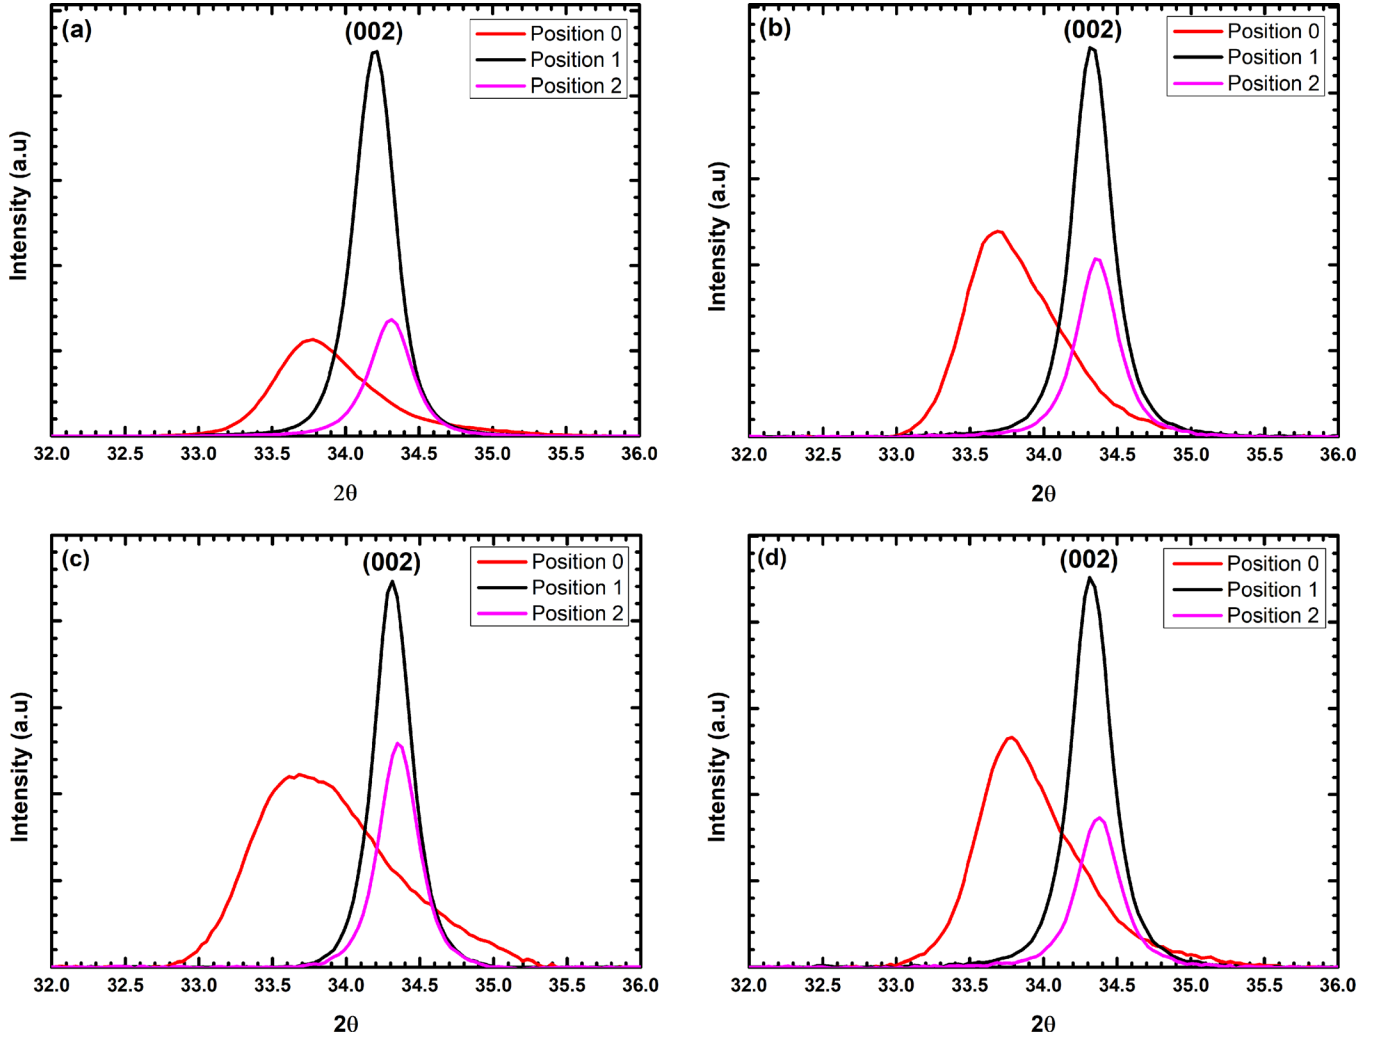 (a)
(002)
Position 0
Position 1
Position 2
Intensity (a.u)
32.0 32.5 33.0 33.5 34.0 34.5 35.0 35.5 36.0
2θ
(b)
(002)
Position 0
Position 1
Position 2
Intensity (a.u)
32.0 32.5 33.0 33.5 34.0 34.5 35.0 35.5 36.0
2θ
(c)
(002)
Position 0
Position 1
Position 2
Intensity (a.u)
32.0 32.5 33.0 33.5 34.0 34.5 35.0 35.5 36.0
2θ
(d)
(002)
Position 0
Position 1
Position 2
Intensity (a.u)
32.0 32.5 33.0 33.5 34.0 34.5 35.0 35.5 36.0
2θ